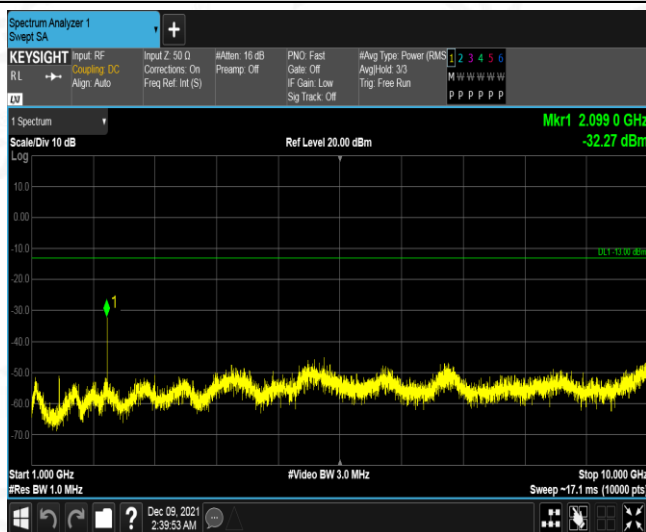 Spectrum Analyzer 1
Swept SA
+
KEYSIGHT
RL
LXI
Input: RF
Coupling: DC
Align: Auto
Input Z: 50 Ω
Corrections: On
Freq Ref: Int (S)
#Atten: 16 dB
Preamp: Off
PNO: Fast
Gate: Off
IF Gain: Low
Sig Track: Off
#Avg Type: Power (RMS
Avg|Hold: 3/3
Trig: Free Run
1 2 3 4 5 6
M W W W W W
P P P P P P
1 Spectrum
Mkr1 2.099 0 GHz
-32.27 dBm
Scale/Div 10 dB
Ref Level 20.00 dBm
Log
10.0
0.00
-10.0
DL1 -13.00 dBm
-20.0
1
-30.0
-40.0
-50.0
-60.0
-70.0
Start 1.000 GHz
#Video BW 3.0 MHz
Stop 10.000 GHz
#Res BW 1.0 MHz
Sweep ~17.1 ms (10000 pts)
?
Dec 09, 2021
2:39:53 AM